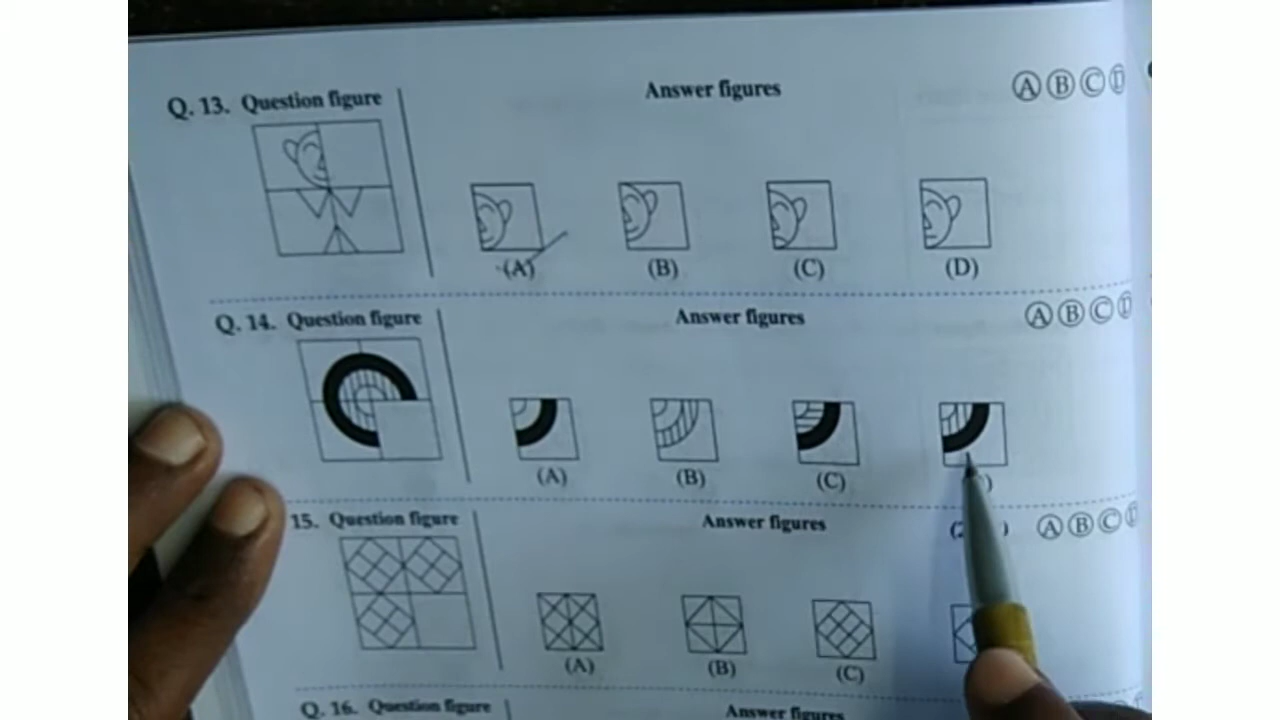 Q. 13. Question figure Answer figures Ⓐ Ⓑ Ⓒ
(A) (B) (C) (D)
Q. 14. Question figure Answer figures Ⓐ Ⓑ Ⓒ
(A) (B) (C)
15. Question figure Answer figures Ⓐ Ⓑ Ⓒ
(A) (B) (C)
Q. 16. Question figure Answer figures